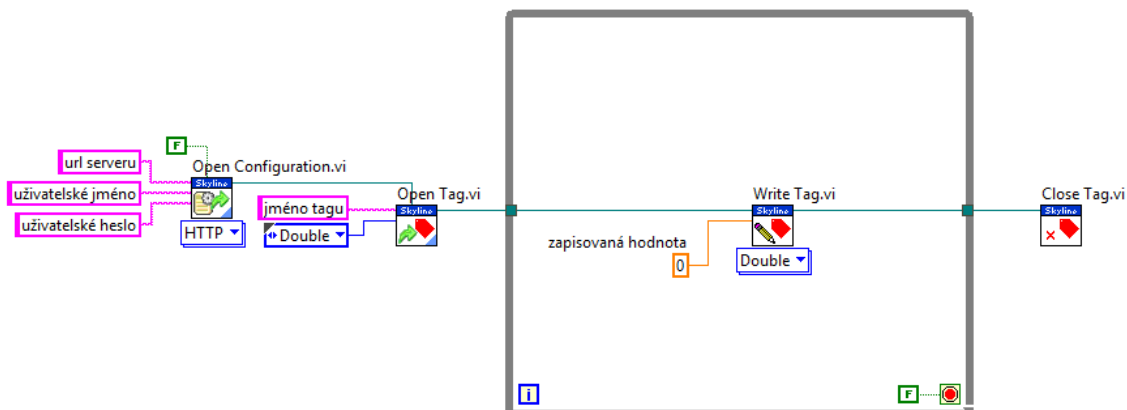 F
url serveru
Open Configuration.vi
Skyline
uživatelské jméno
uživatelské heslo
HTTP
jméno tagu
Double
Open Tag.vi
Skyline
Write Tag.vi
Skyline
zapisovaná hodnota
0
Double
Close Tag.vi
Skyline
i
F